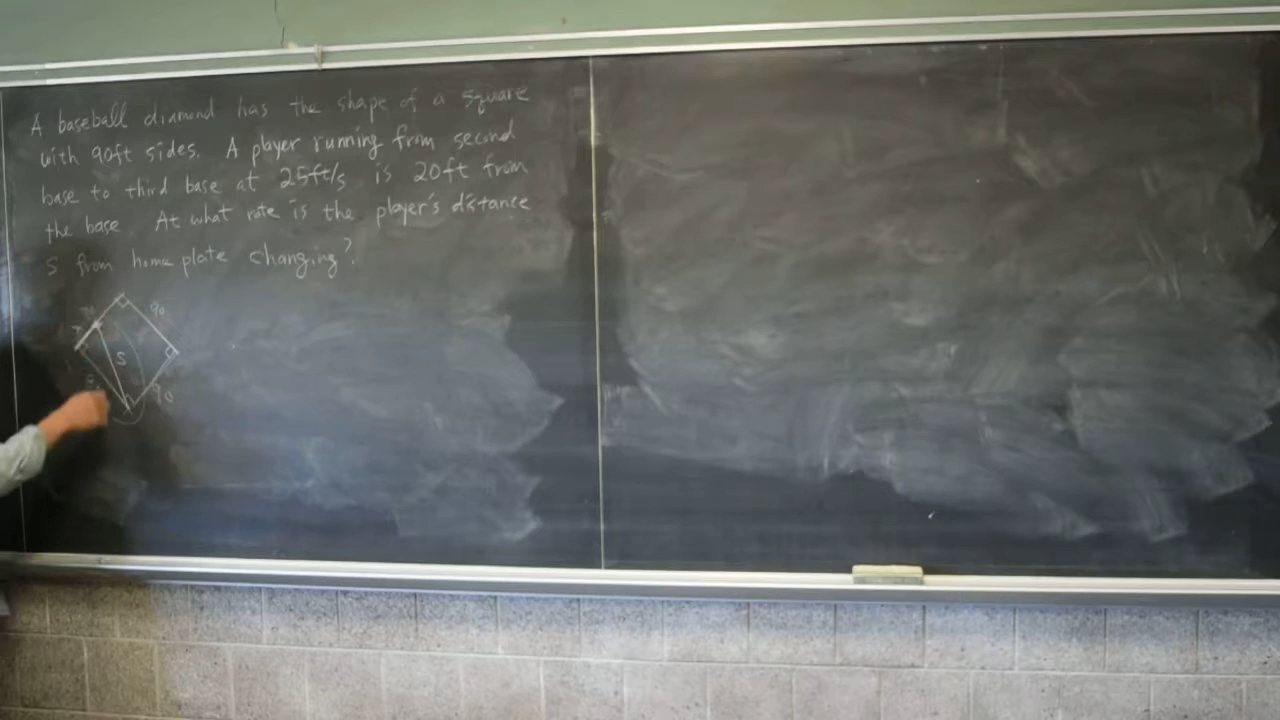 A baseball diamond has the shape of a square
with 90ft sides. A player running from second
base to third base at 25ft/s is 20ft from
the base. At what rate is the player's distance
S from home plate changing?
90
S
90